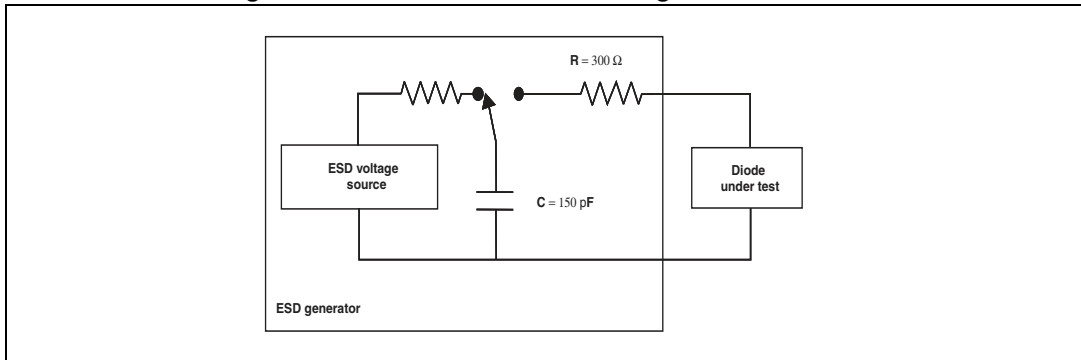 R = 300 Ω
ESD voltage
source
Diode
under test
C = 150 pF
ESD generator